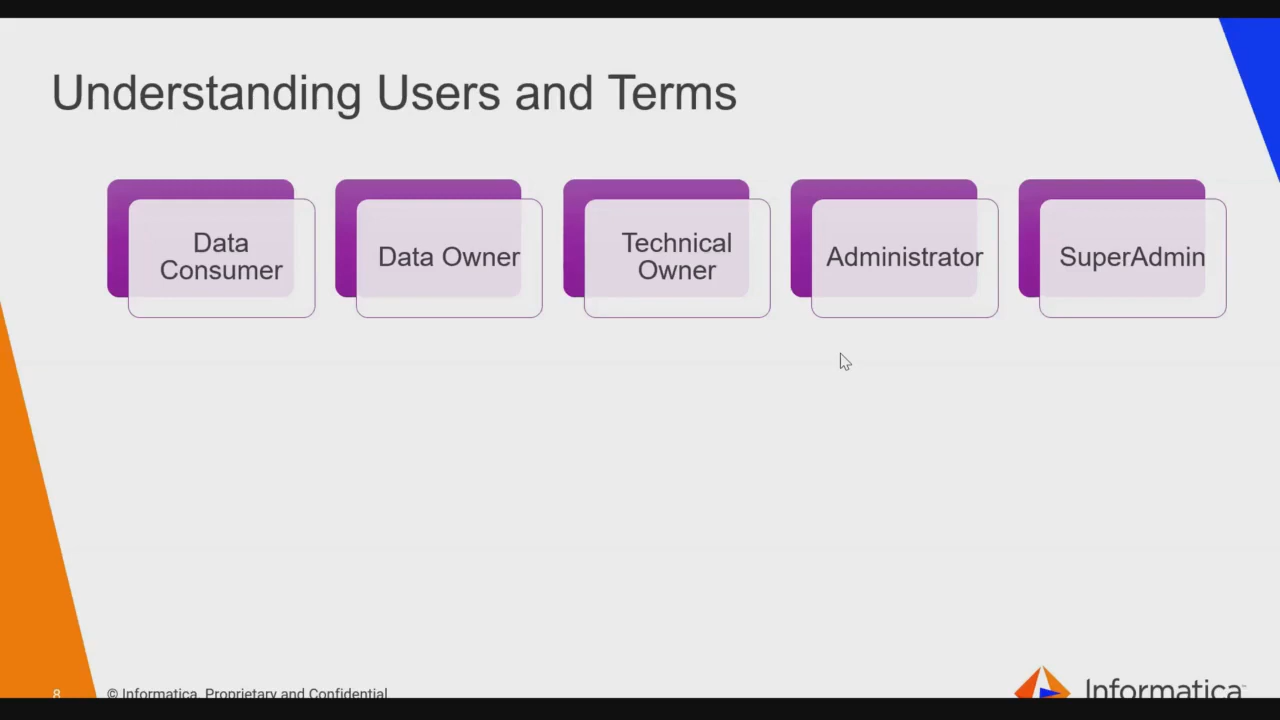 Understanding Users and Terms
Data
Consumer
Data Owner
Technical
Owner
Administrator
SuperAdmin
8
© Informatica. Proprietary and Confidential
Informatica